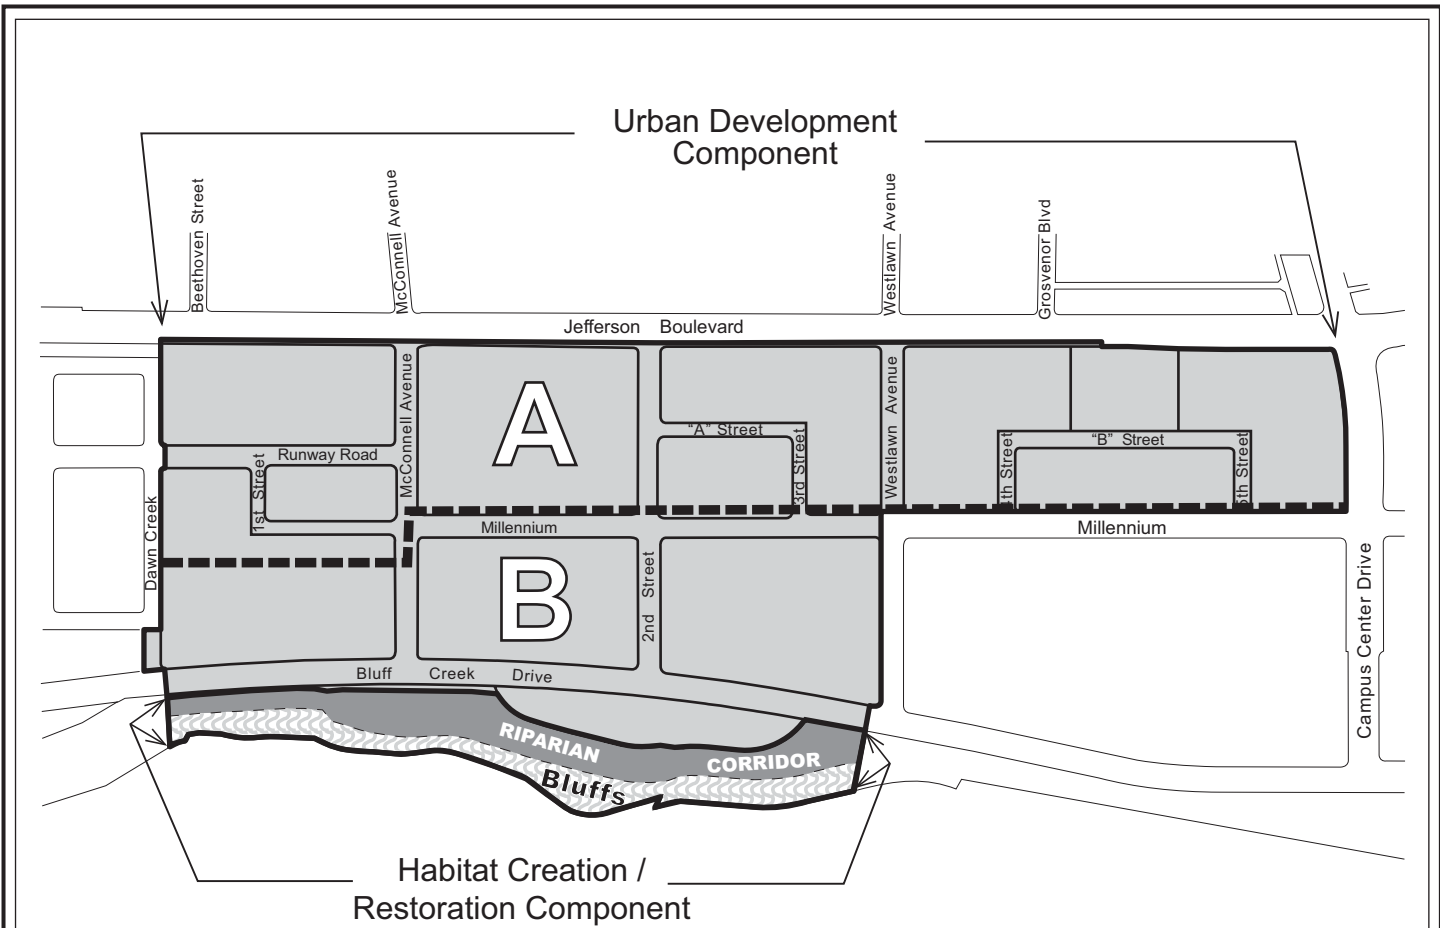 Urban Development
Component
Beethoven Street
McConnell Avenue
Westlawn Avenue
Grosvenor Blvd
Jefferson Boulevard
McConnell Avenue
A
"A" Street
3rd Street
Westlawn Avenue
4th Street
"B" Street
5th Street
Runway Road
1st Street
Dawn Creek
Millennium
Millennium
B
2nd Street
Campus Center Drive
Bluff Creek Drive
RIPARIAN
CORRIDOR
Bluffs
Habitat Creation /
Restoration Component